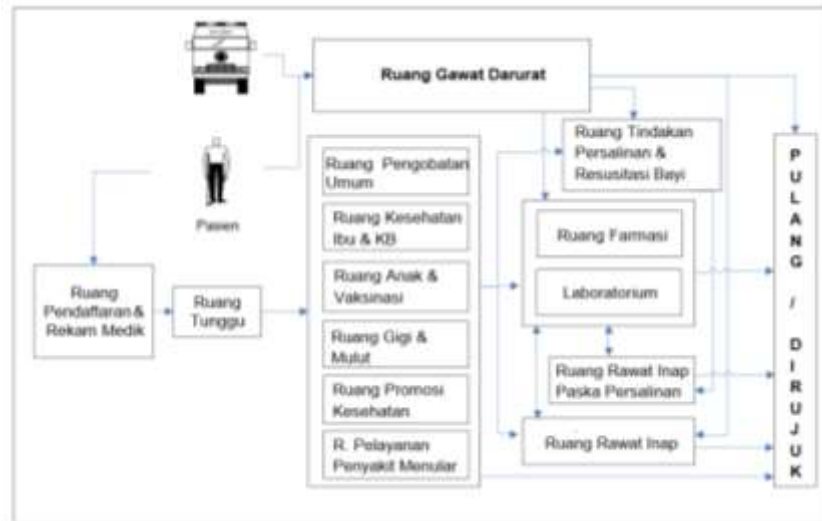 Ruang Gawat Darurat
Ruang Tindakan
Persalinan &
Resusitasi Bayi
Ruang Pengobatan
Umum
Ruang Kesehatan
Ibu & KB
Ruang Anak &
Vaksinasi
Ruang Gigi &
Mulut
Ruang Promosi
Kesehatan
R. Pelayanan
Penyakit Menular
Pasien
Ruang
Pendaftaran &
Rekam Medik
Ruang
Tunggu
Ruang Farmasi
Laboratorium
Ruang Rawat Inap
Paska Persalinan
Ruang Rawat Inap
PULANG / DIRUJUK